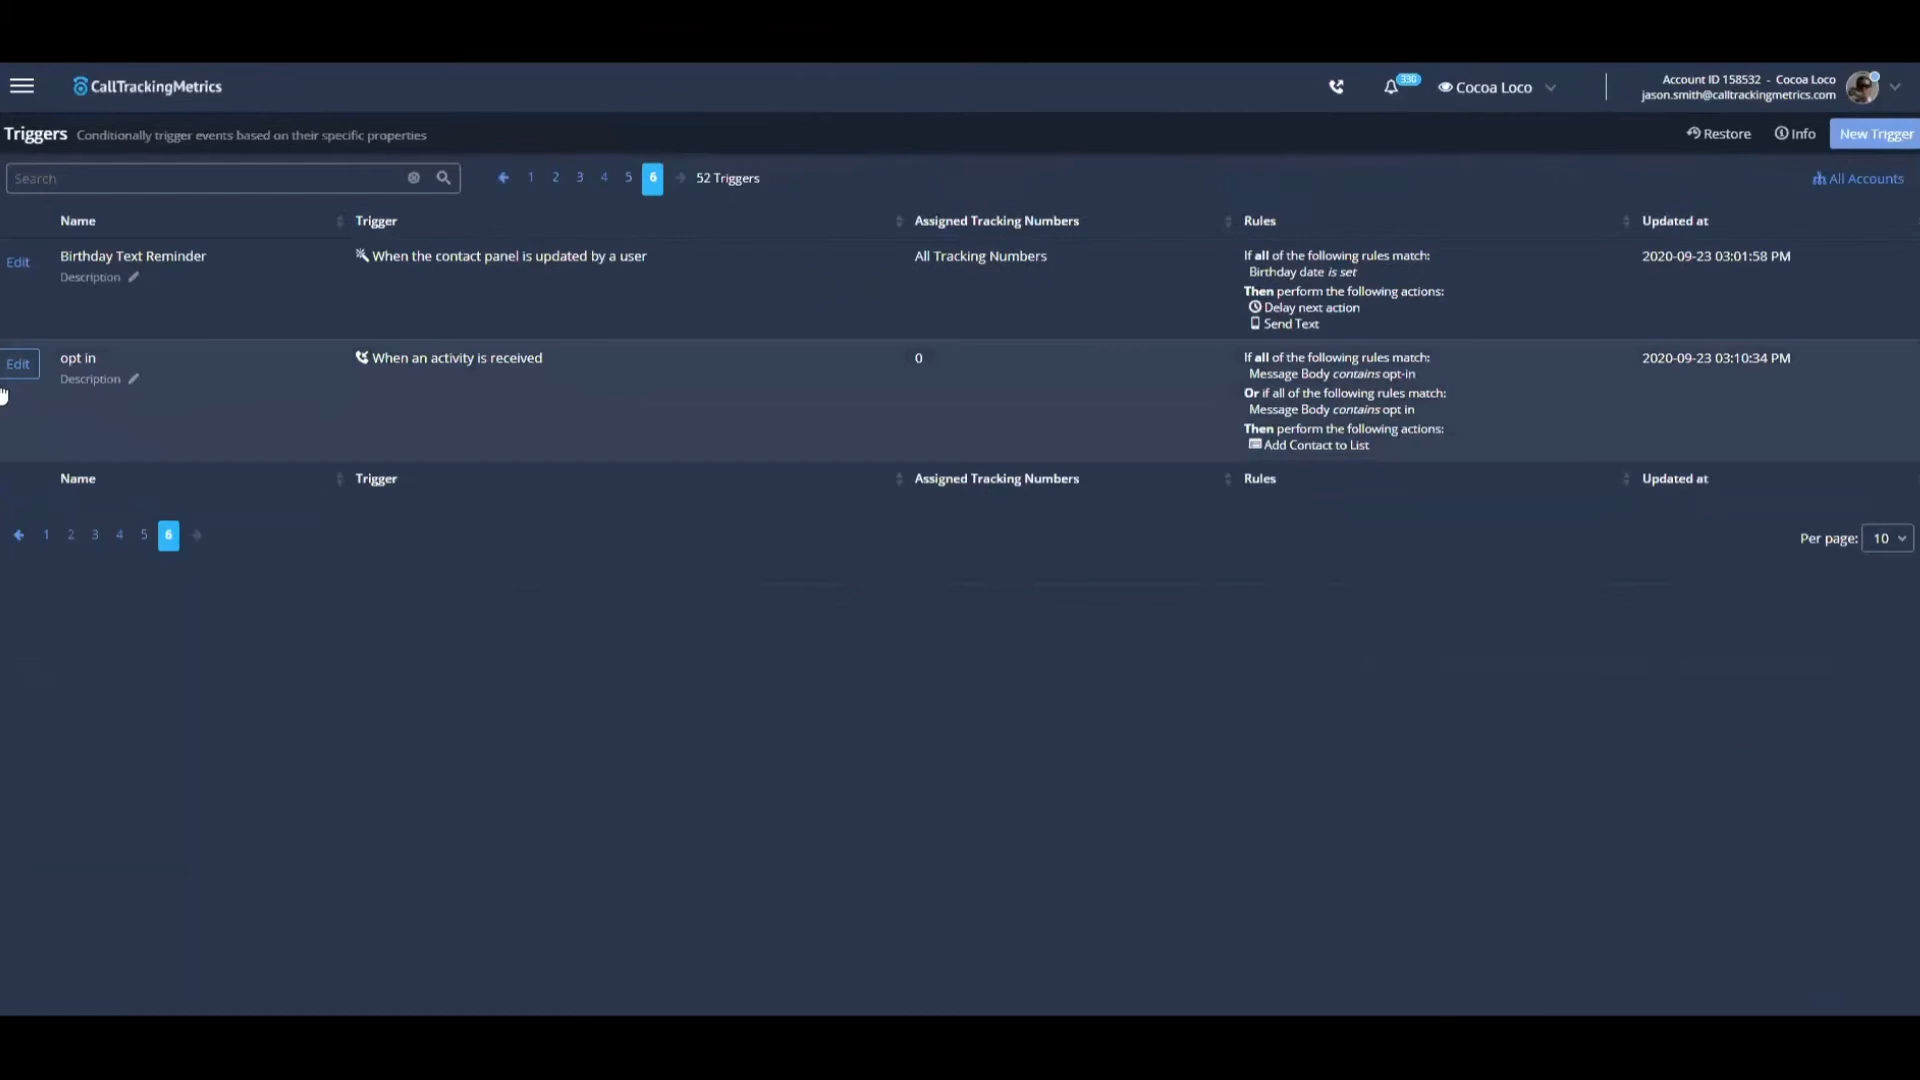 CallTrackingMetrics
330
Cocoa Loco
Account ID 158532 - Cocoa Loco
jason.smith@calltrackingmetrics.com
Triggers Conditionally trigger events based on their specific properties
Restore Info New Trigger
Search
1 2 3 4 5 6 52 Triggers
All Accounts
Name Trigger Assigned Tracking Numbers Rules Updated at
Edit
Birthday Text Reminder
Description
When the contact panel is updated by a user
All Tracking Numbers
If all of the following rules match:
Birthday date is set
Then perform the following actions:
Delay next action
Send Text
2020-09-23 03:01:58 PM
Edit
opt in
Description
When an activity is received
0
If all of the following rules match:
Message Body contains opt-in
Or if all of the following rules match:
Message Body contains opt in
Then perform the following actions:
Add Contact to List
2020-09-23 03:10:34 PM
Name Trigger Assigned Tracking Numbers Rules Updated at
1 2 3 4 5 6
Per page: 10